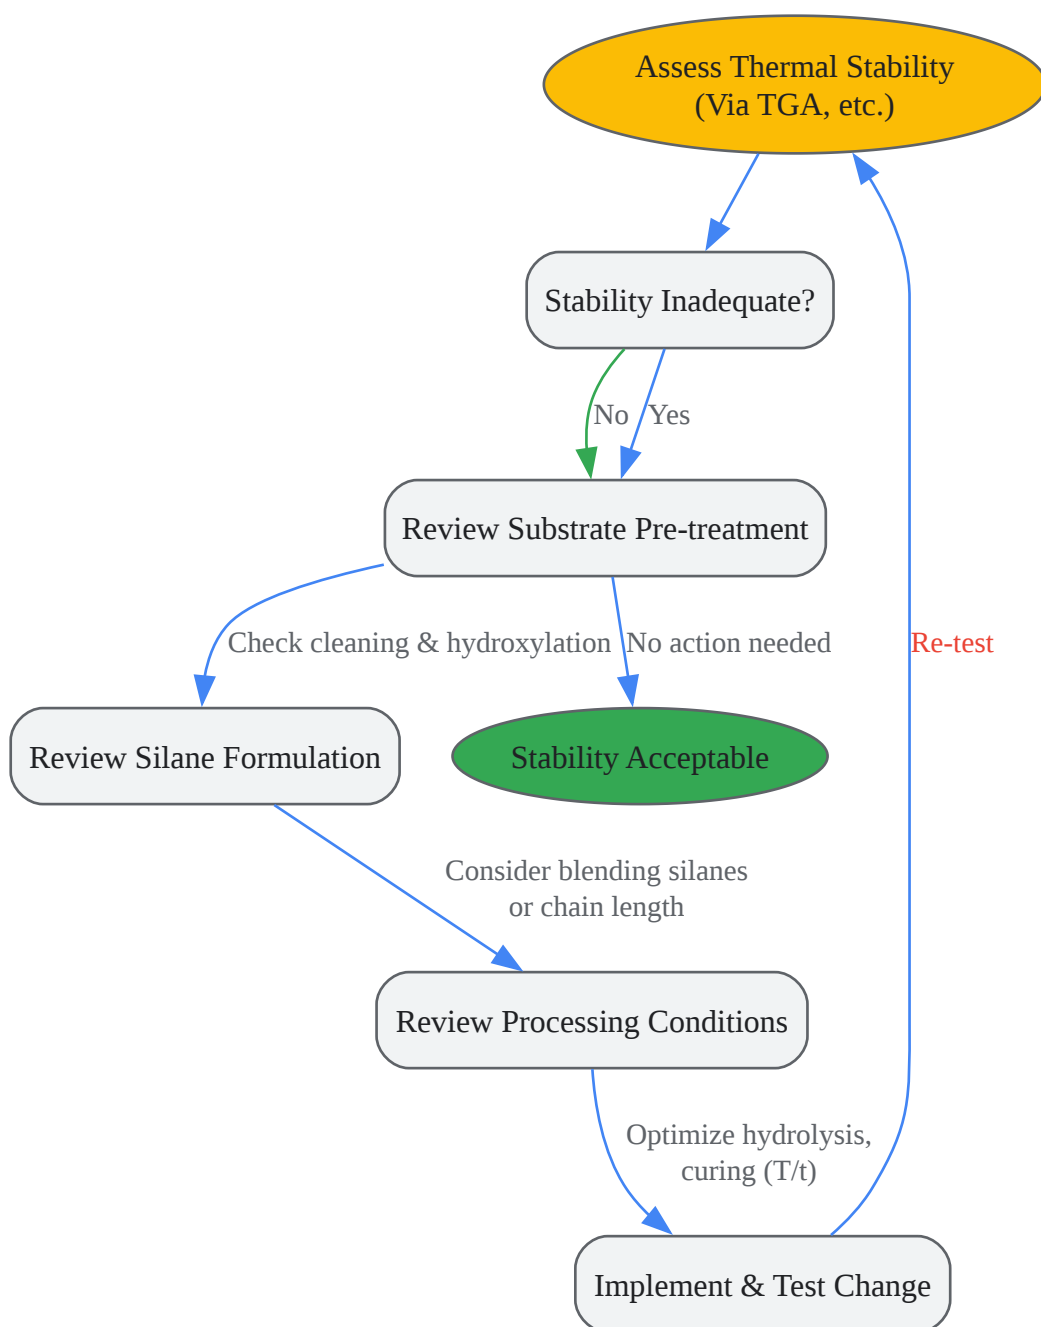 Assess Thermal Stability
(Via TGA, etc.)
Stability Inadequate?
No
Yes
Review Substrate Pre-treatment
Check cleaning & hydroxylation
No action needed
Re-test
Review Silane Formulation
Stability Acceptable
Consider blending silanes
or chain length
Review Processing Conditions
Optimize hydrolysis,
curing (T/t)
Implement & Test Change